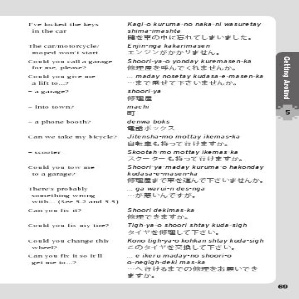 I've locked the keys
in the car
Kagi-o kuruma-no naka-ni wasuretay
shima-mashta
鍵を車の中に忘れてしまいました。
The car/motorcycle/
moped won't start
Enjin-nga kakarimasen
エンジンがかかりません。
Could you call a garage
for me, please?
Shoori-ya-o yonday kuremasen-ka
修理屋を呼んでくれませんか。
Could you give me
a lift to...?
... maday nosetay kudasa-e-masen-ka
…まで乗せて下さいませんか。
– a garage?
shoori-ya
修理屋
– into town?
machi
町
– a phone booth?
denwa boks
電話ボックス
Can we take my bicycle?
Jitensha-mo mottay ikemas-ka
自転車も持って行けますか。
– scooter
Skootah-mo mottay ikemas-ka
スクーターも持って行けますか。
Could you tow me
to a garage?
Shoori-ya maday kuruma-o hakonday
kudasa-e-masen-ka
修理屋まで車を運んで下さいませんか。
There's probably
something wrong
with... (See 5.2 and 5.5)
... ga waru-in des-nga
…が悪いんですが。
Can you fix it?
Shoori dekimas-ka
修理できますか。
Could you fix my tire?
Tigh-ya-o shoori shtay kuda-sigh
タイヤを修理して下さい。
Could you change this
wheel?
Kono tigh-ya-o kohkan shtay kuda-sigh
このタイヤを交換して下さい。
Can you fix it so it'll
get me to...?
... e ikeru maday-no shoori-o
o-negigh-deki mas-ka
…へ行けるまでの修理をお願いでき
ますか。
Getting Around
5
69